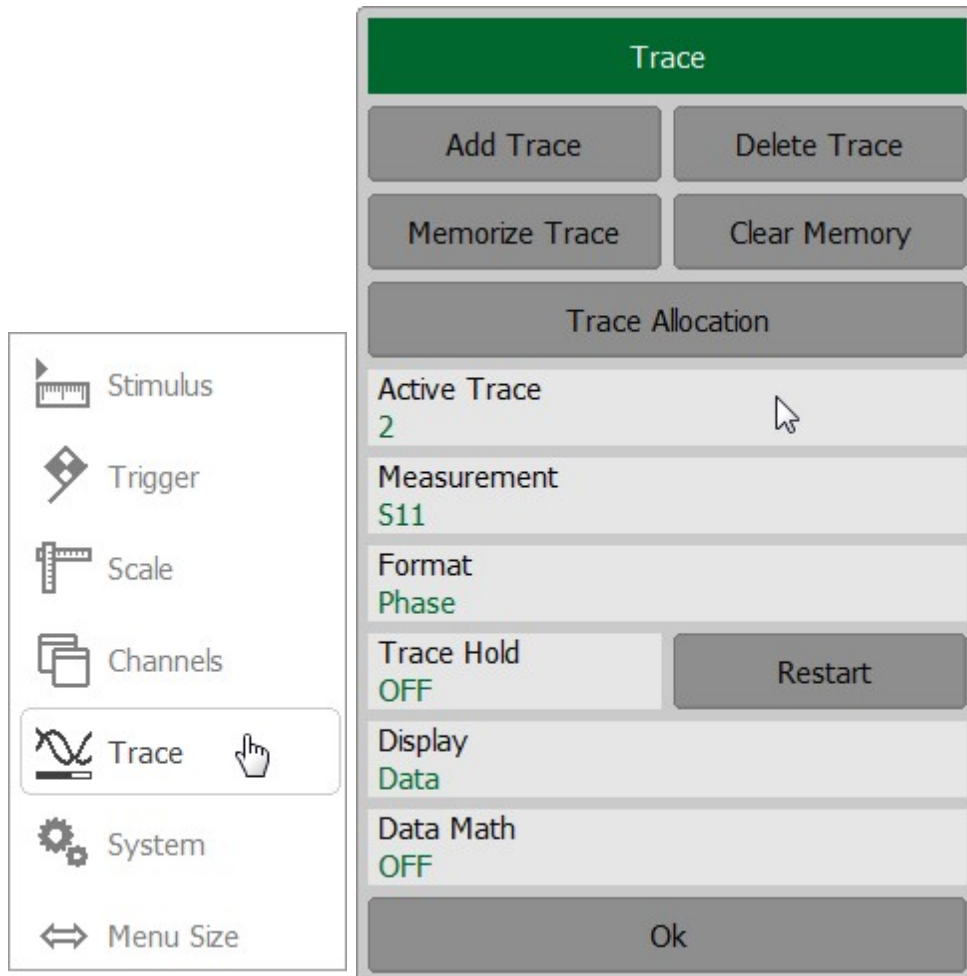 Stimulus
Trigger
Scale
Channels
Trace
System
Menu Size
Trace
Add Trace
Delete Trace
Memorize Trace
Clear Memory
Trace Allocation
Active Trace
2
Measurement
S11
Format
Phase
Trace Hold
OFF
Restart
Display
Data
Data Math
OFF
Ok